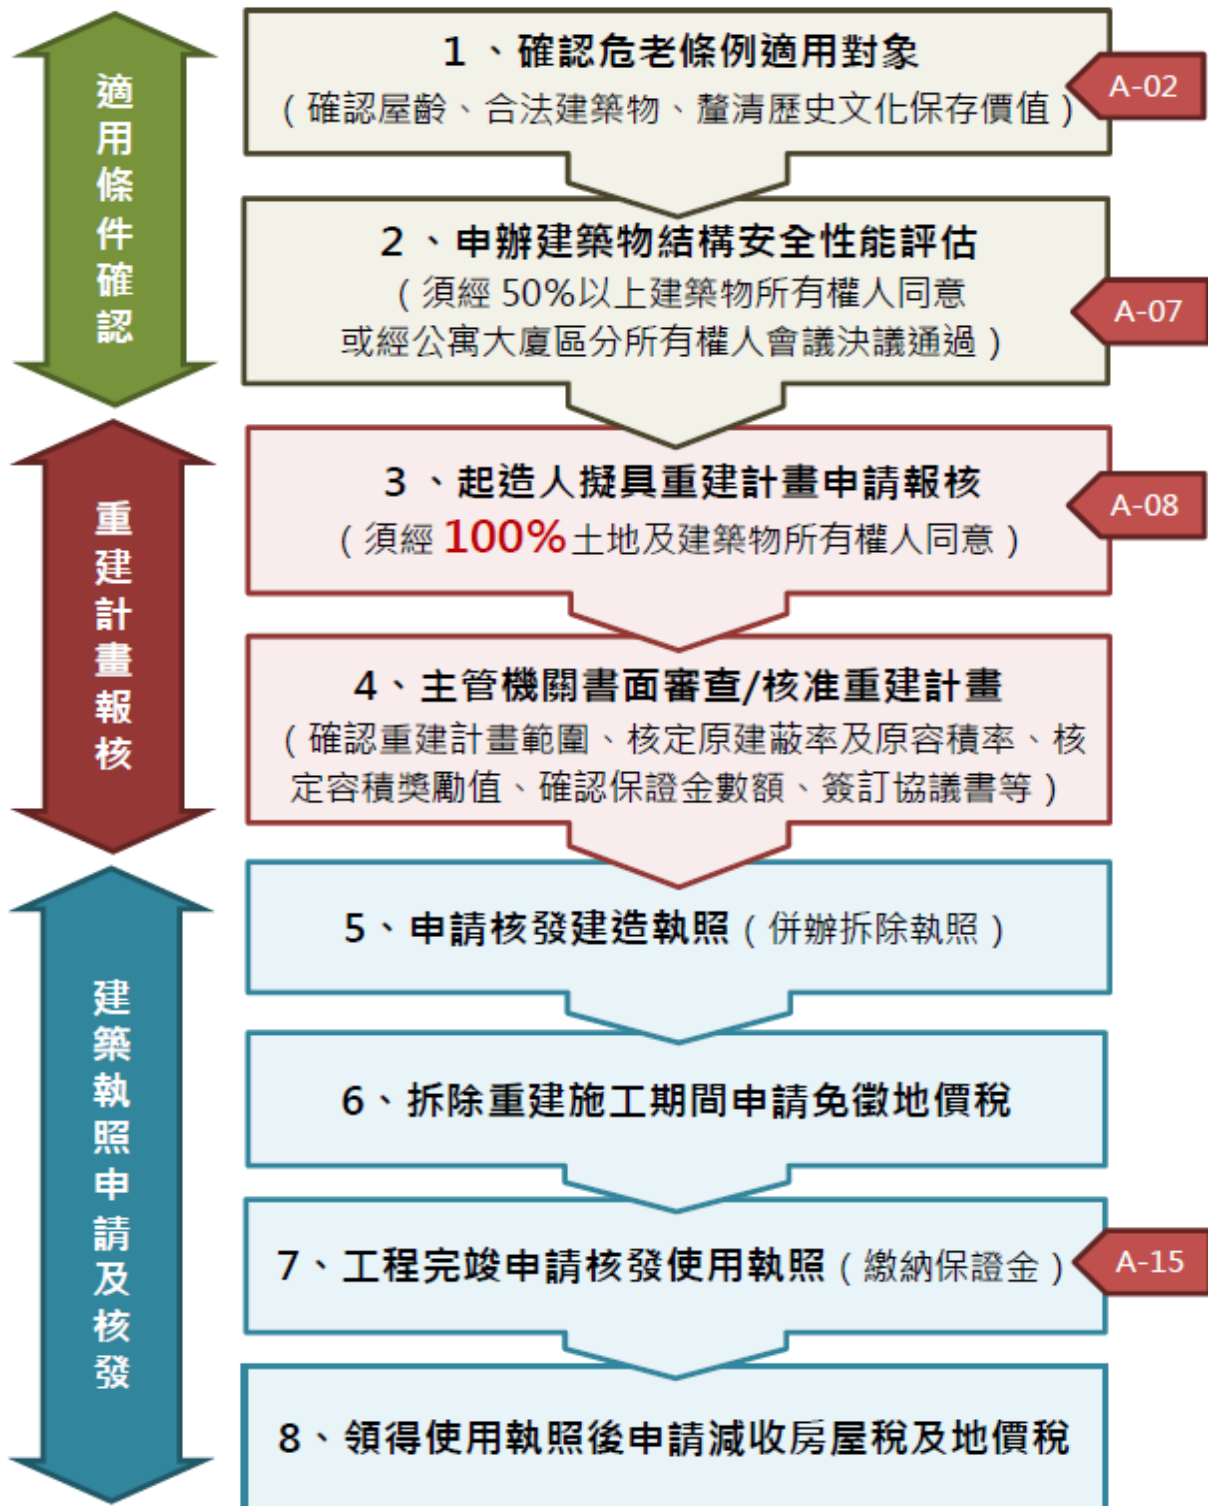 適用條件確認
1、確認危老條例適用對象
(確認屋齡、合法建築物、釐清歷史文化保存價值)
A-02
2、申辦建築物結構安全性能評估
(須經 50%以上建築物所有權人同意
或經公寓大廈區分所有權人會議決議通過)
A-07
重建計畫報核
3、起造人擬具重建計畫申請報核
(須經 100%土地及建築物所有權人同意)
A-08
4、主管機關書面審查/核准重建計畫
(確認重建計畫範圍、核定原建蔽率及原容積率、核
定容積獎勵值、確認保證金數額、簽訂協議書等)
建築執照申請及核發
5、申請核發建造執照(併辦拆除執照)
6、拆除重建施工期間申請免徵地價稅
7、工程完竣申請核發使用執照(繳納保證金)
A-15
8、領得使用執照後申請減收房屋稅及地價稅